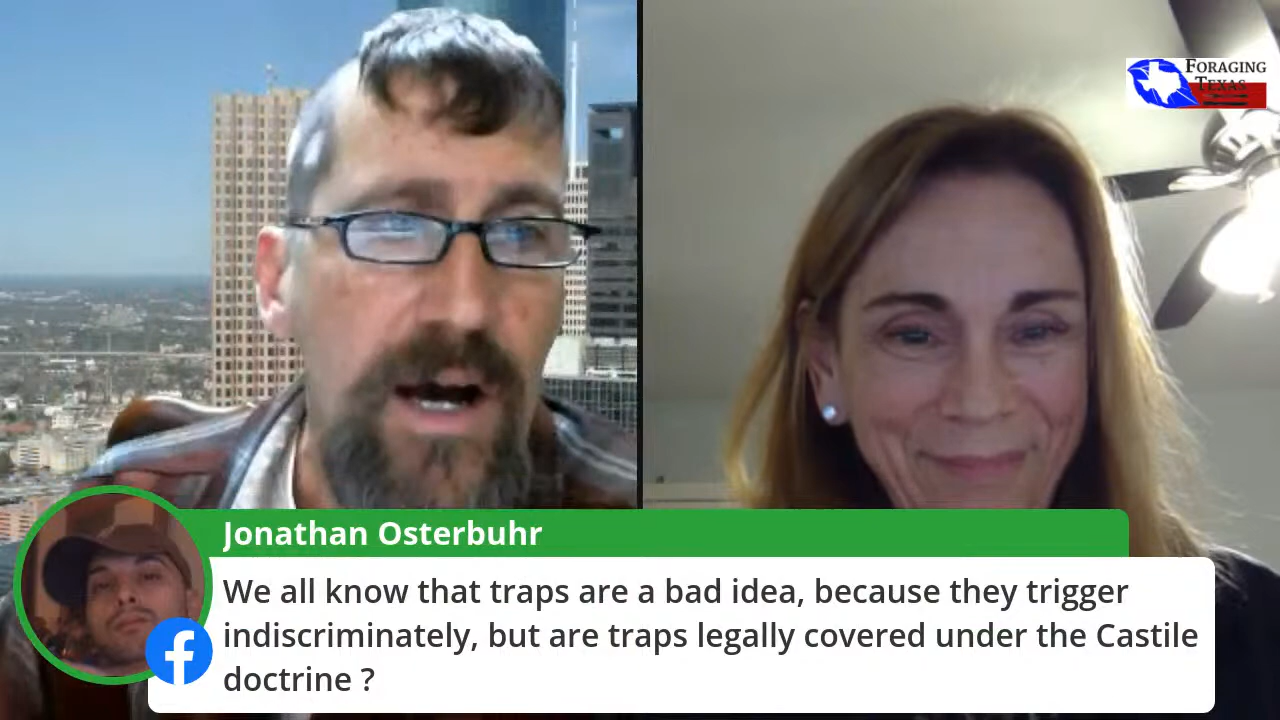 FORAGING
TEXAS
Jonathan Osterbuhr
We all know that traps are a bad idea, because they trigger
indiscriminately, but are traps legally covered under the Castile
doctrine ?